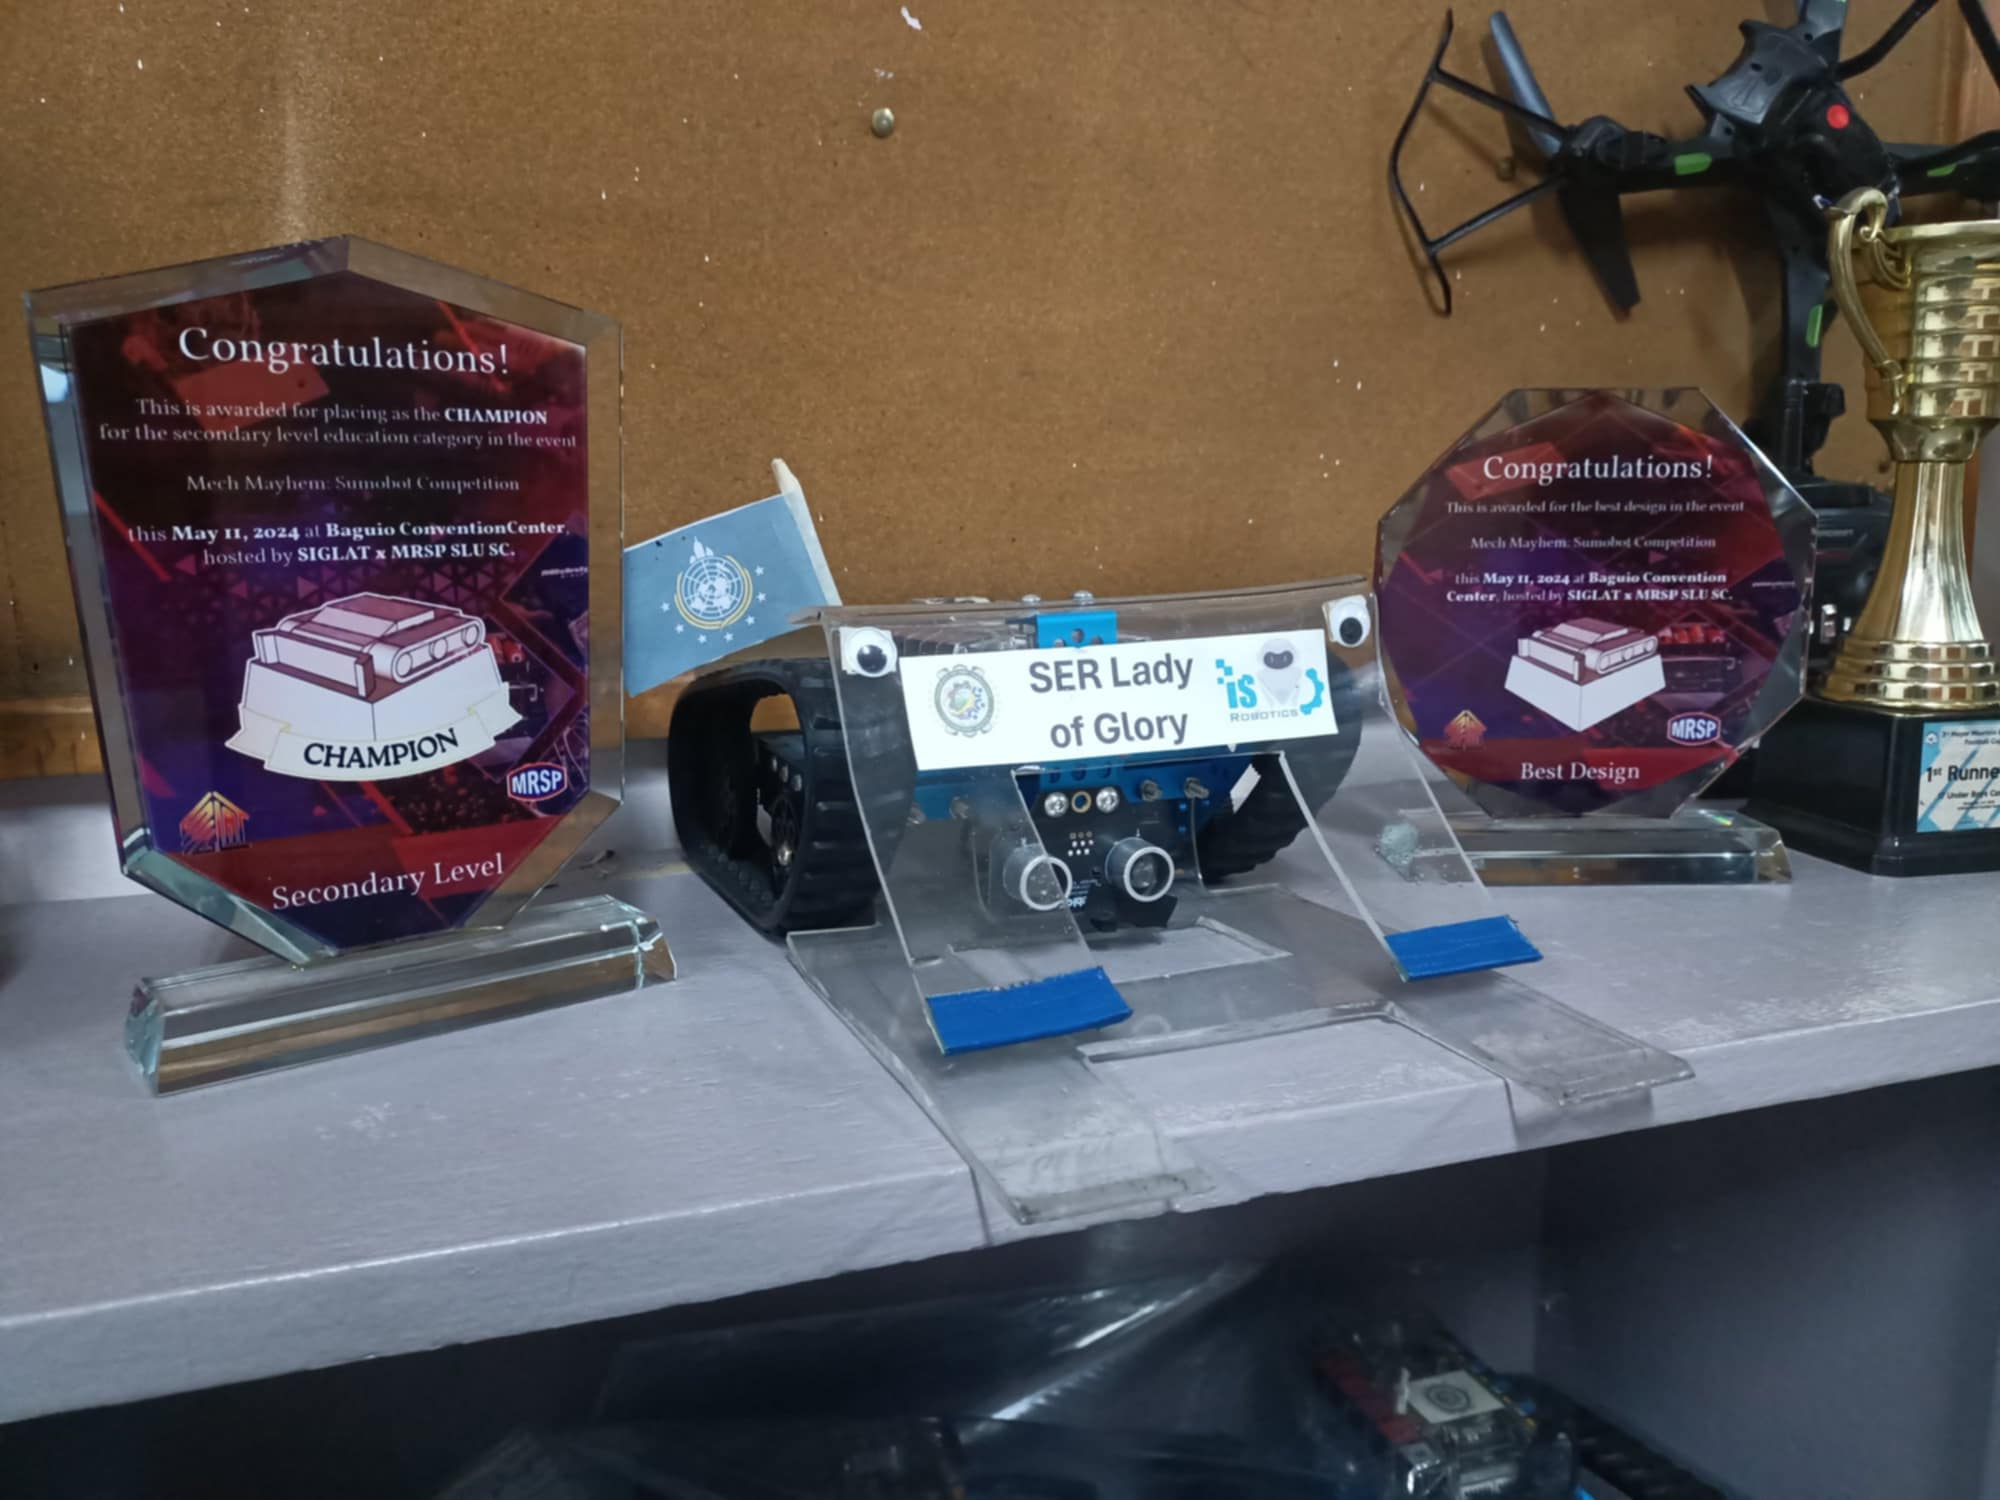 Congratulations!
This is awarded for placing as the CHAMPION
for the secondary level education category in the event
Mech Mayhem: Sumobot Competition
this May 11, 2024 at Baguio ConventionCenter,
hosted by SIGLAT x MRSP SLU SC.
CHAMPION
MRSP
Secondary Level
SER Lady
of Glory
is
ROBOTICS
Congratulations!
This is awarded for the best design in the event
Mech Mayhem: Sumobot Competition
this May 11, 2024 at Baguio Convention
Center, hosted by SIGLAT x MRSP SLU SC.
MRSP
Best Design
1st Runne